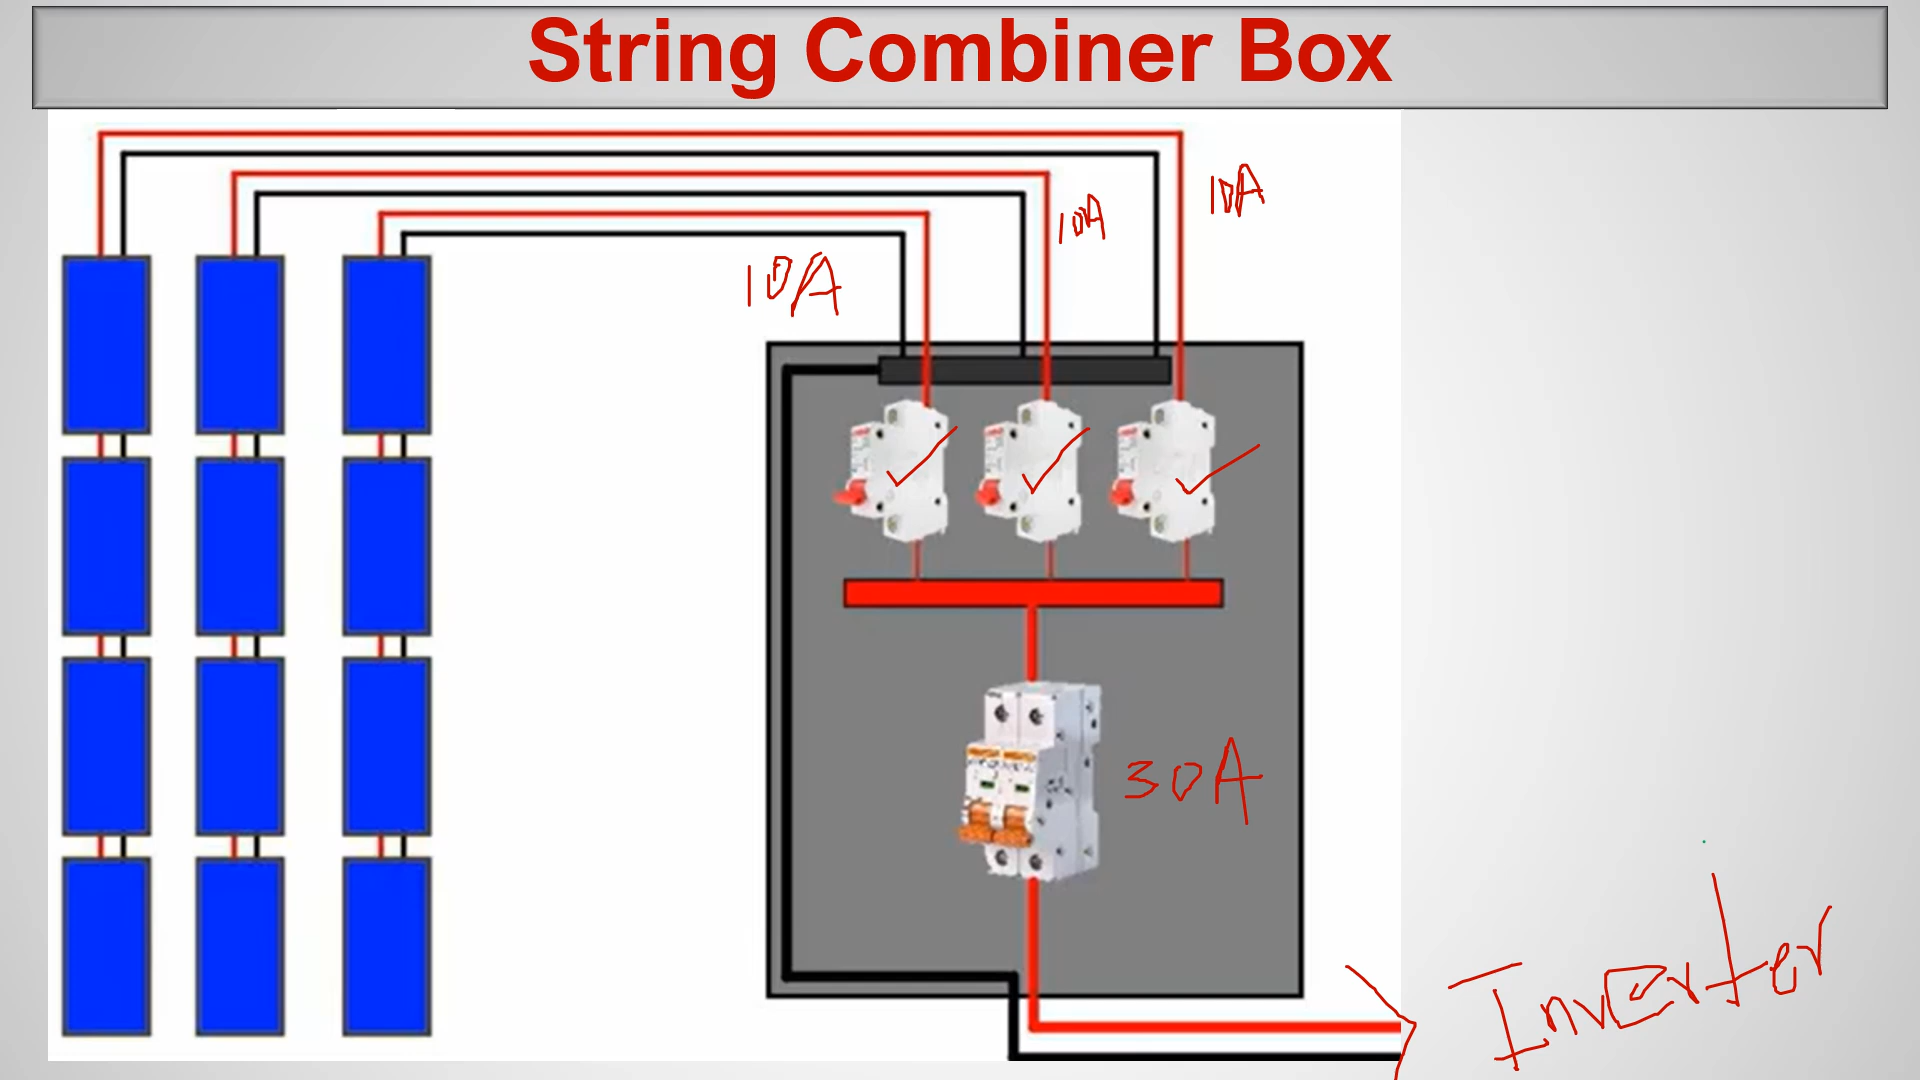 String Combiner Box
10A
10A
10A
30A
Inverter